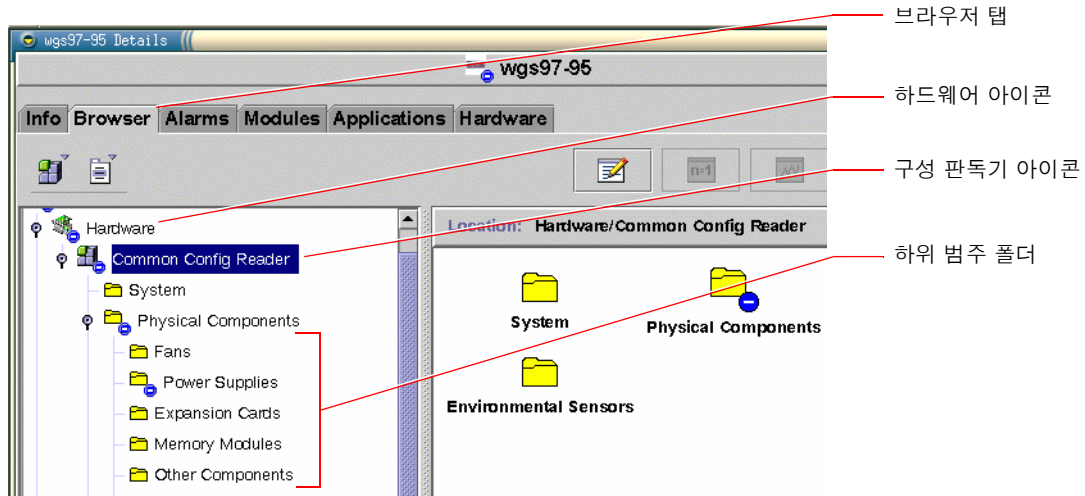 브라우저 탭
wgs97-95 Details
wgs97-95
Info Browser Alarms Modules Applications Hardware
하드웨어 아이콘
n=1
구성 판독기 아이콘
Hardware
Common Config Reader
System
Physical Components
Fans
Power Supplies
Expansion Cards
Memory Modules
Other Components
Location: Hardware/Common Config Reader
하위 범주 폴더
System
Physical Components
Environmental Sensors